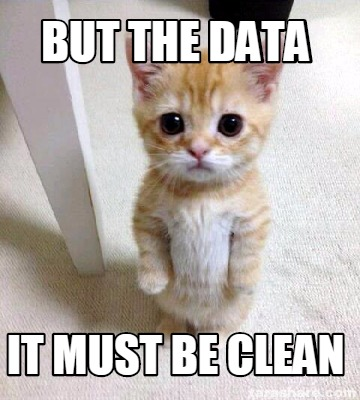 BUT THE DATA
IT MUST BE CLEAN